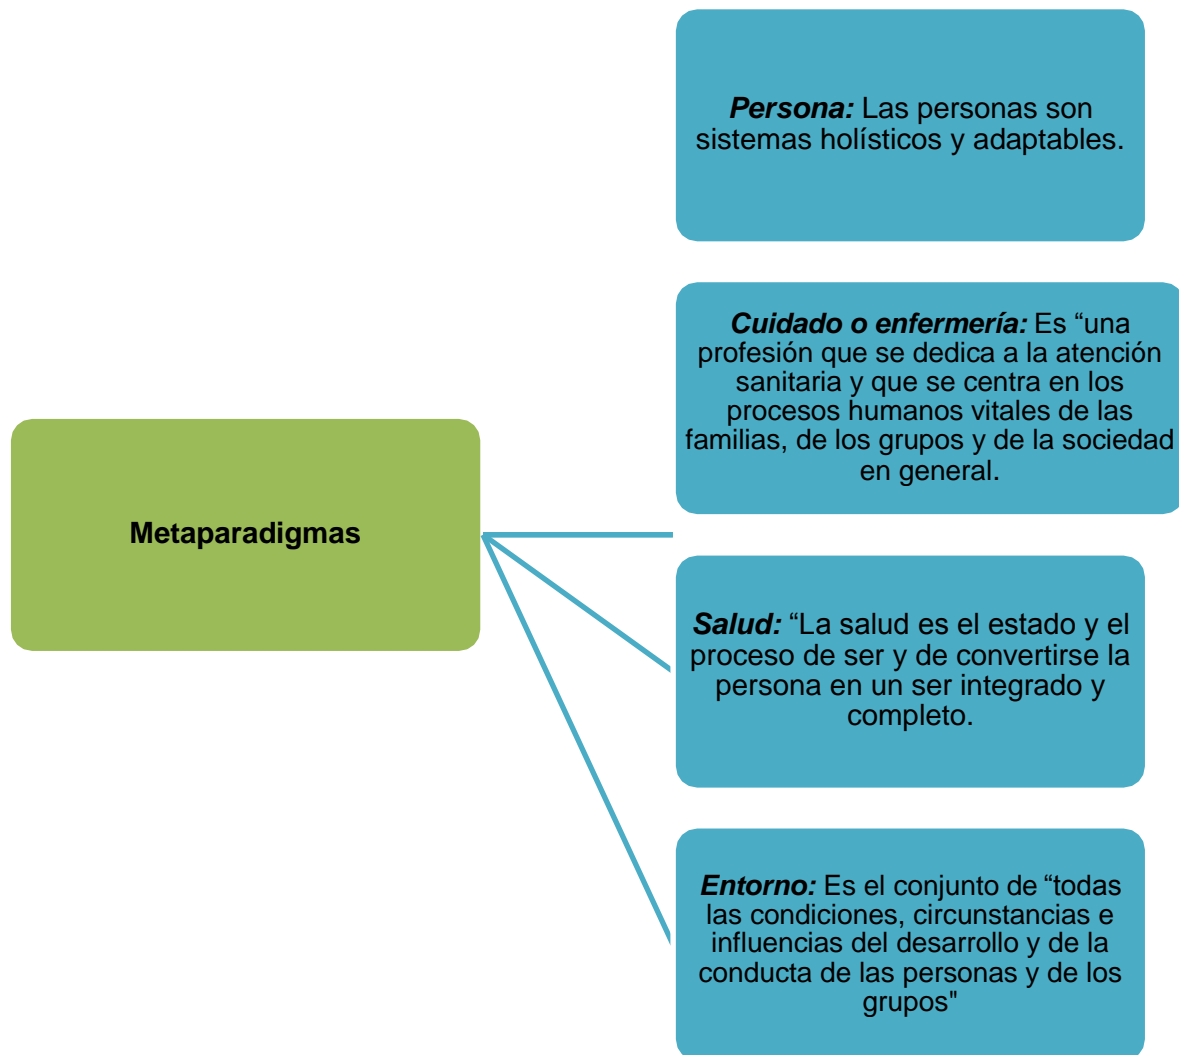 Persona: Las personas son
sistemas holísticos y adaptables.
Cuidado o enfermería: Es “una
profesión que se dedica a la atención
sanitaria y que se centra en los
procesos humanos vitales de las
familias, de los grupos y de la sociedad
en general.
Metaparadigmas
Salud: “La salud es el estado y el
proceso de ser y de convertirse la
persona en un ser integrado y
completo.
Entorno: Es el conjunto de “todas
las condiciones, circunstancias e
influencias del desarrollo y de la
conducta de las personas y de los
grupos"